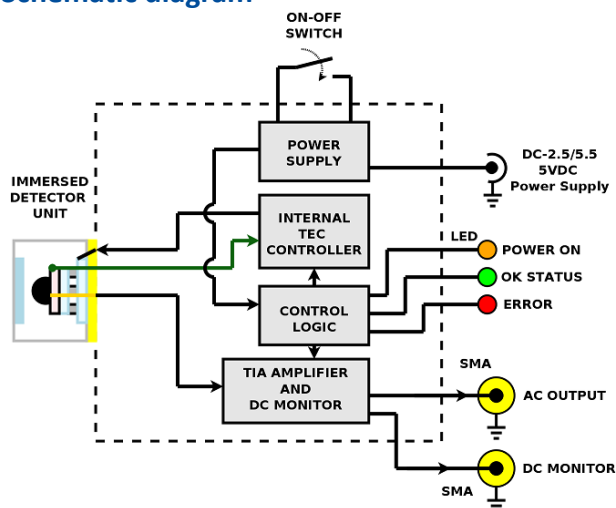 schematic diagram
ON-OFF
SWITCH
POWER
SUPPLY
DC-2.5/5.5
5VDC
Power Supply
IMMERSED
DETECTOR
UNIT
INTERNAL
TEC
CONTROLLER
LED
POWER ON
OK STATUS
ERROR
CONTROL
LOGIC
TIA AMPLIFIER
AND
DC MONITOR
SMA
AC OUTPUT
DC MONITOR
SMA